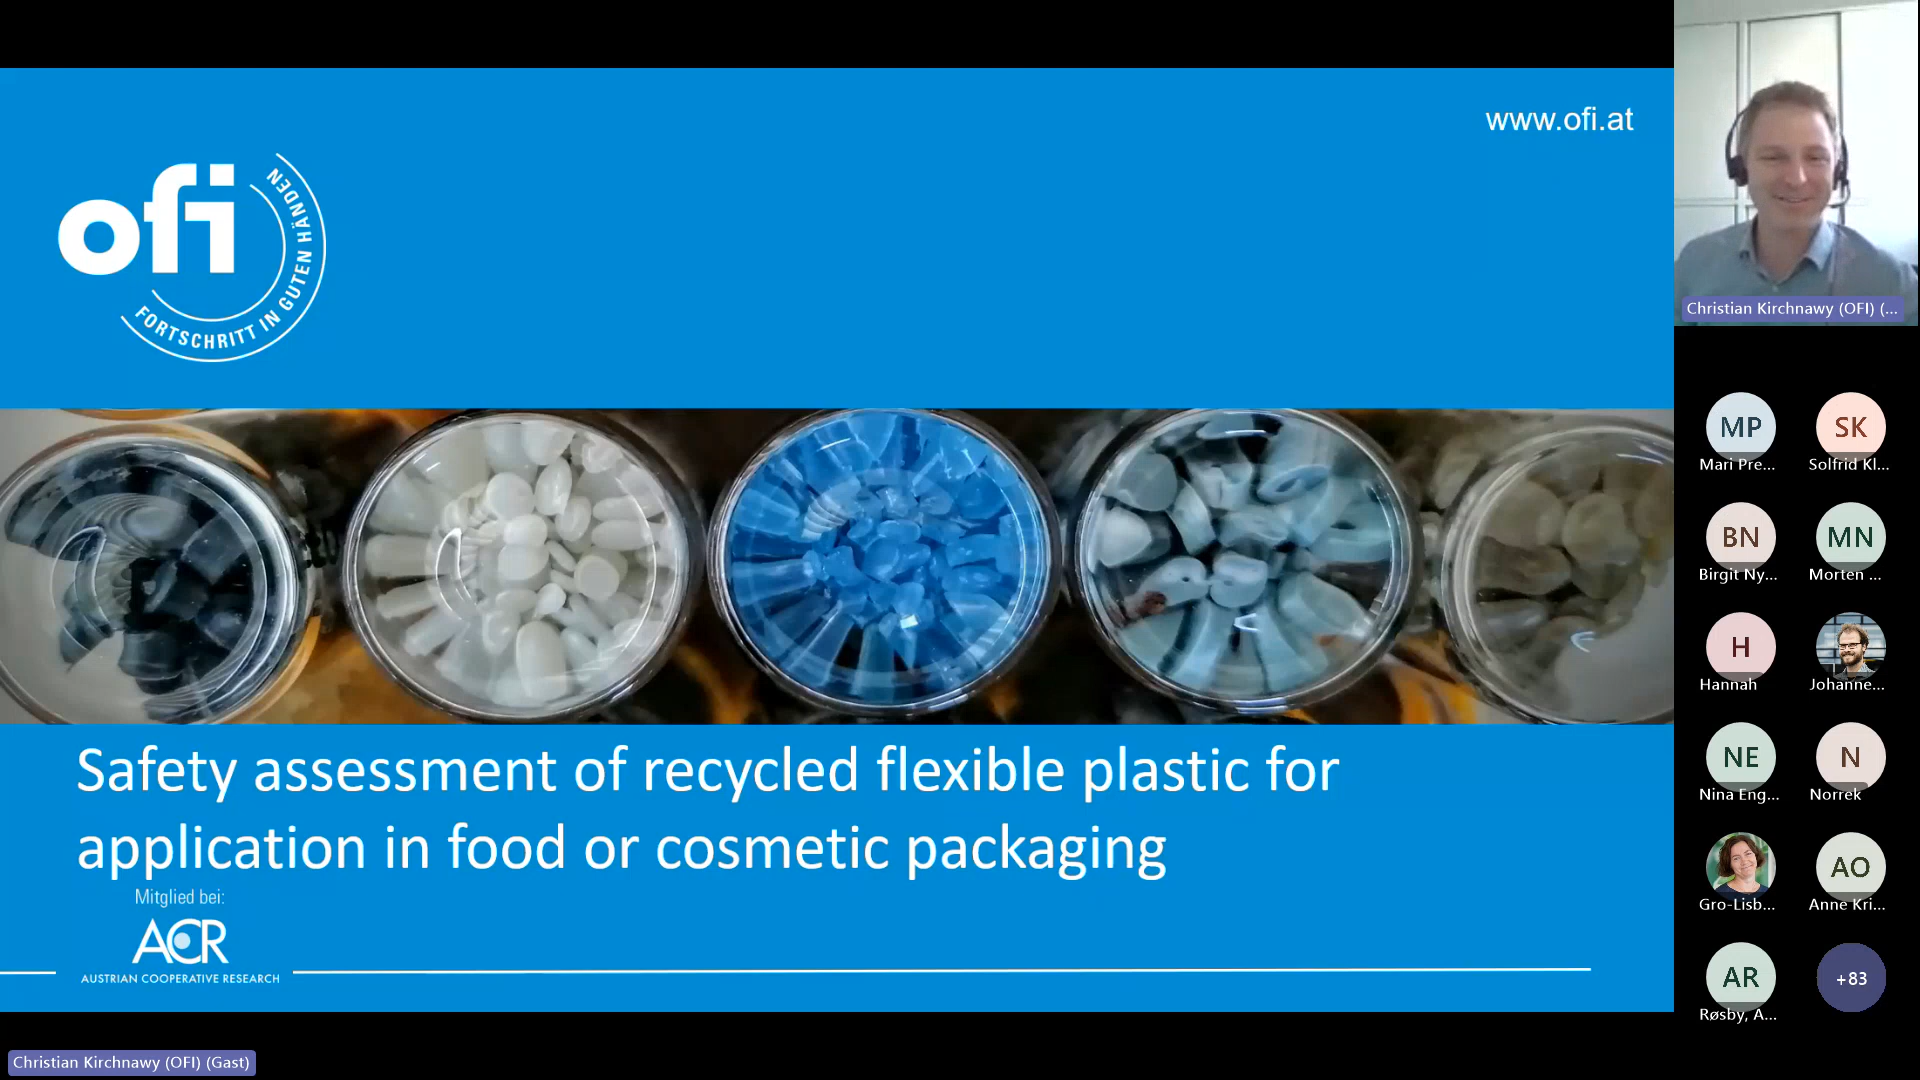 www.ofi.at
ofi
FORTSCHRITT IN GUTEN HÄNDEN
Safety assessment of recycled flexible plastic for
application in food or cosmetic packaging
Mitglied bei:
ACR
AUSTRIAN COOPERATIVE RESEARCH
Christian Kirchnawy (OFI) (Gast)
Christian Kirchnawy (OFI) (...
MP
SK
Mari Pre...
Solfrid Kl...
BN
MN
Birgit Ny...
Morten ...
H
Hannah
Johanne...
NE
N
Nina Eng...
Norrek
Gro-Lisb...
AO
Anne Kri...
AR
+83
Røsby, A...